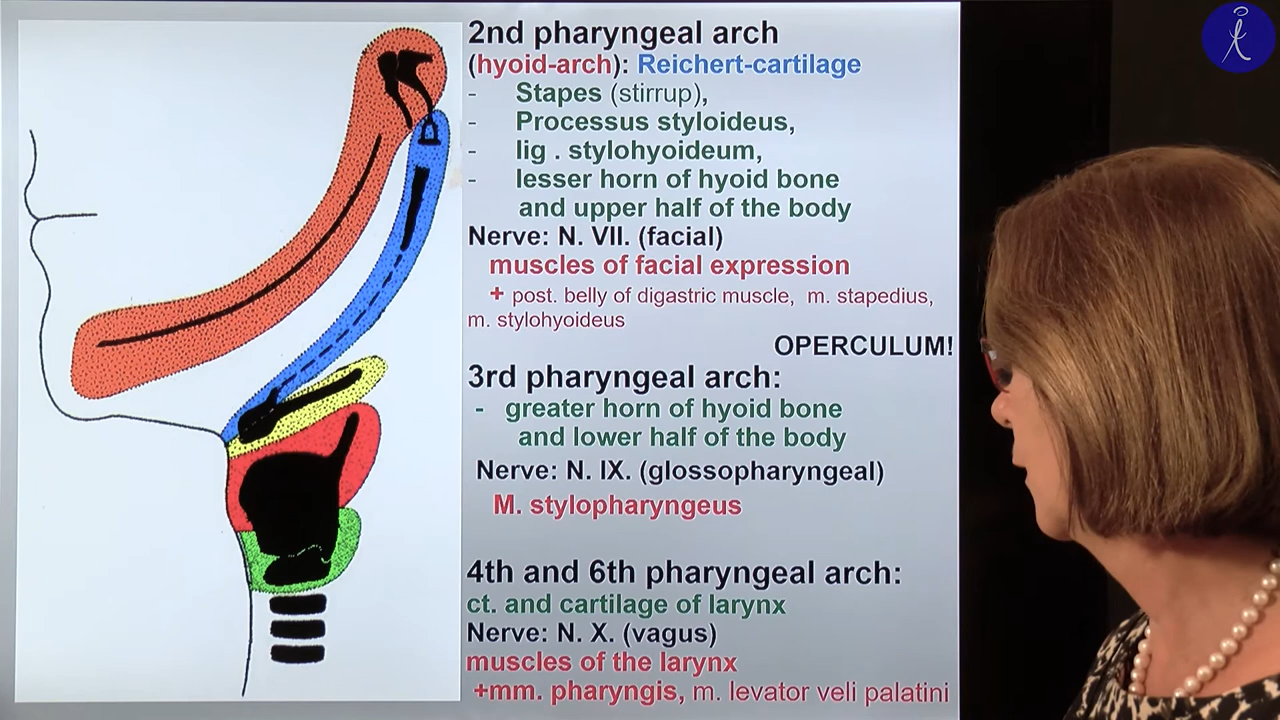 2nd pharyngeal arch
(hyoid-arch): Reichert-cartilage
- Stapes (stirrup),
- Processus styloideus,
- lig . stylohyoideum,
- lesser horn of hyoid bone
and upper half of the body
Nerve: N. VII. (facial)
muscles of facial expression
+ post. belly of digastric muscle, m. stapedius,
m. stylohyoideus
OPERCULUM!
3rd pharyngeal arch:
- greater horn of hyoid bone
and lower half of the body
Nerve: N. IX. (glossopharyngeal)
M. stylopharyngeus
4th and 6th pharyngeal arch:
ct. and cartilage of larynx
Nerve: N. X. (vagus)
muscles of the larynx
+mm. pharyngis, m. levator veli palatini